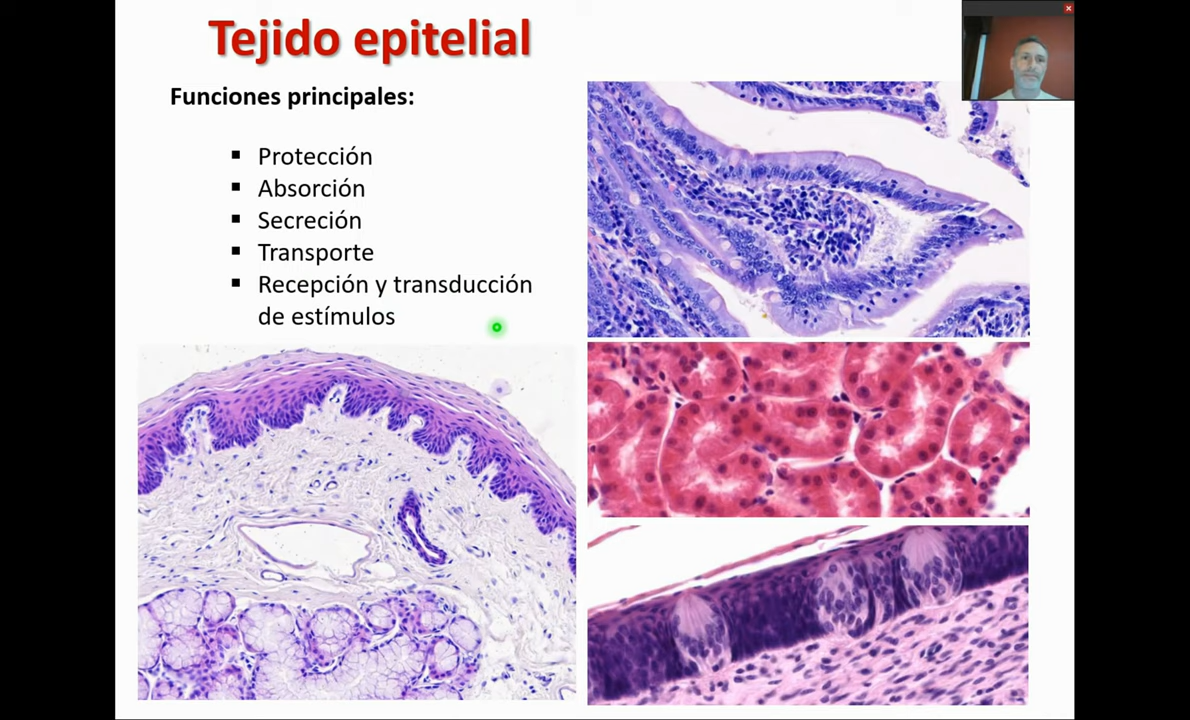 Tejido epitelial
Funciones principales:
▪ Protección
▪ Absorción
▪ Secreción
▪ Transporte
▪ Recepción y transducción
de estímulos